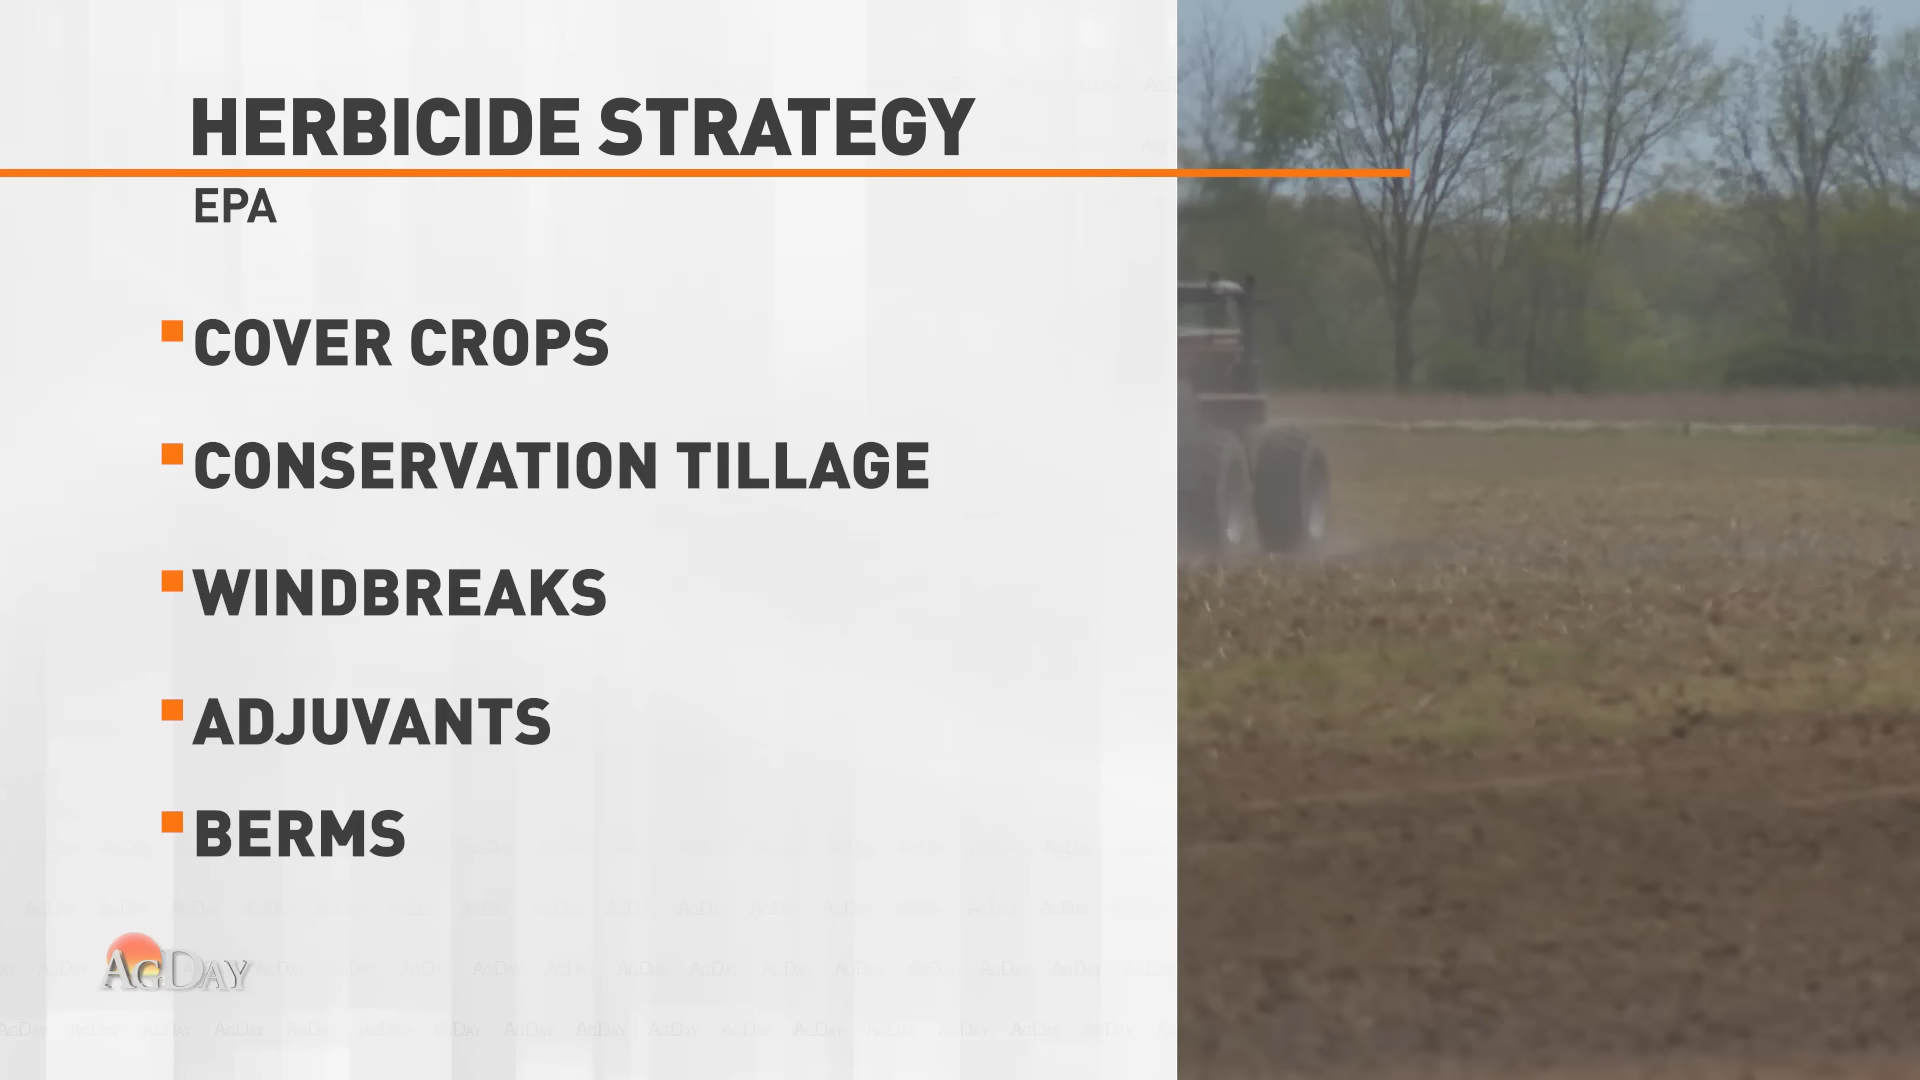 HERBICIDE STRATEGY
EPA
COVER CROPS
CONSERVATION TILLAGE
WINDBREAKS
ADJUVANTS
BERMS
AGDAY